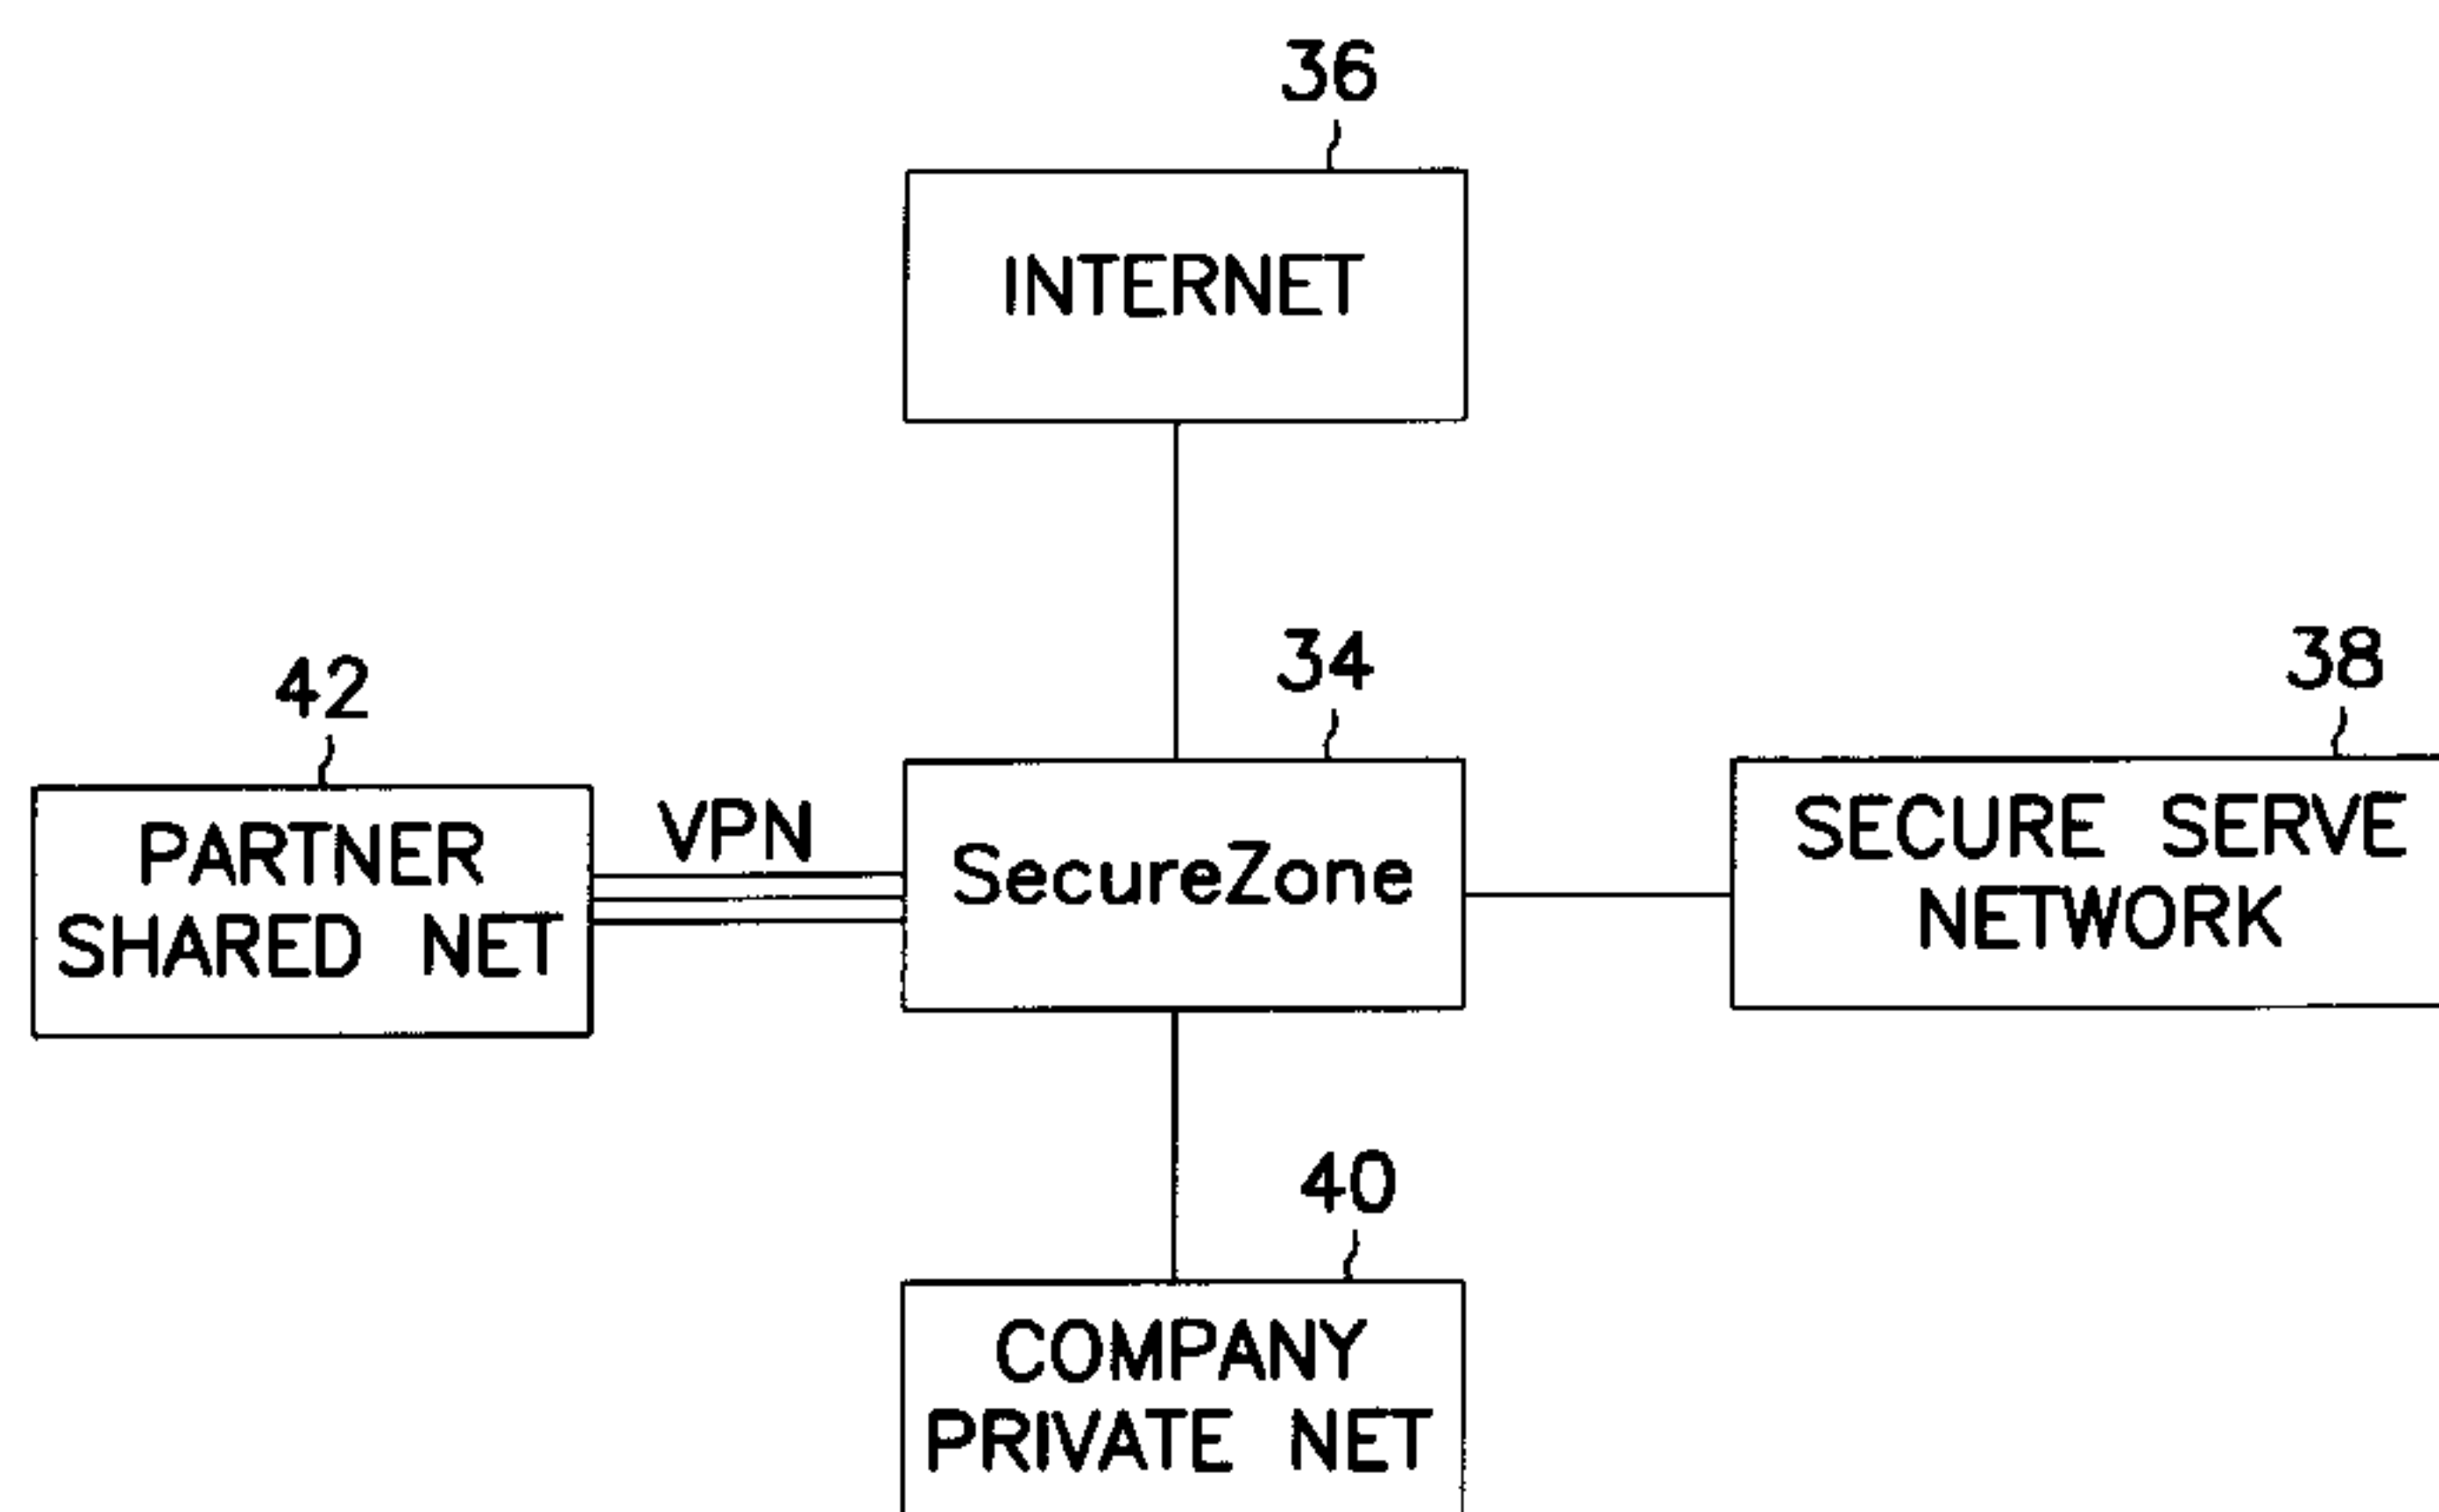 36
INTERNET
42
34
38
PARTNER
SHARED NET
VPN
SecureZone
SECURE SERVE
NETWORK
40
COMPANY
PRIVATE NET